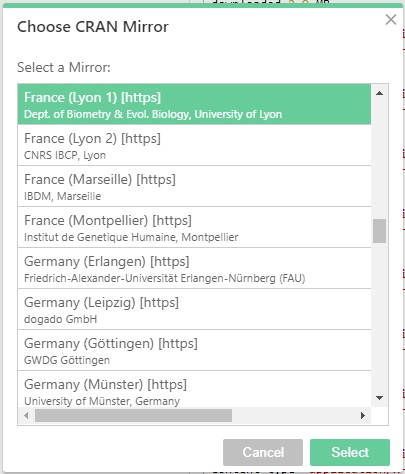 Choose CRAN Mirror
Select a Mirror:
France (Lyon 1) [https]
Dept. of Biometry & Evol. Biology, University of Lyon
France (Lyon 2) [https]
CNRS IBCP, Lyon
France (Marseille) [https]
IBDM, Marseille
France (Montpellier) [https]
Institut de Genetique Humaine, Montpellier
Germany (Erlangen) [https]
Friedrich-Alexander-Universität Erlangen-Nürnberg (FAU)
Germany (Leipzig) [https]
dogado GmbH
Germany (Göttingen) [https]
GWDG Göttingen
Germany (Münster) [https]
University of Münster, Germany
Cancel
Select